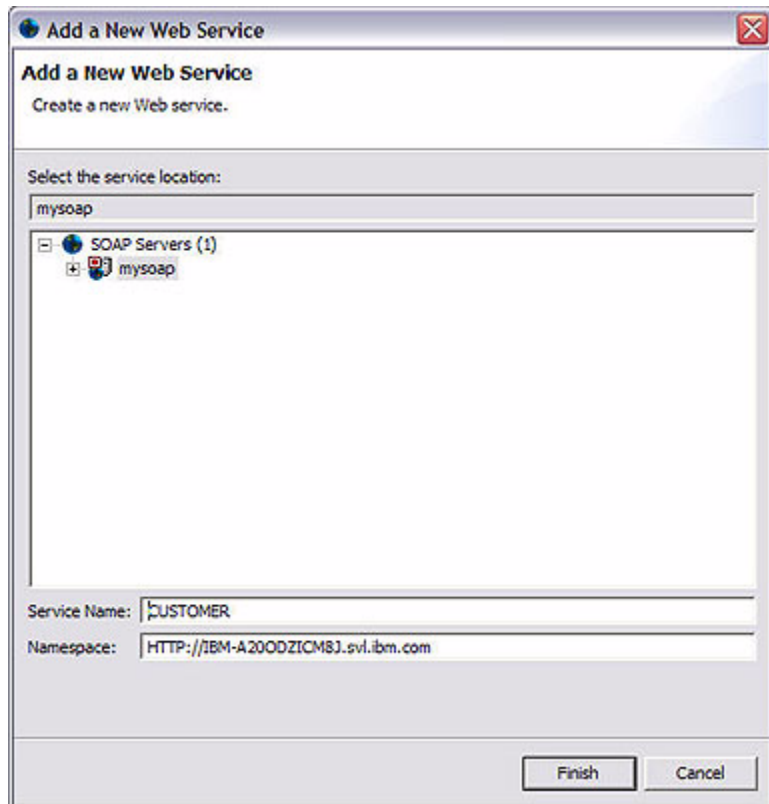 Add a New Web Service
Add a New Web Service
Create a new Web service.
Select the service location:
mysoap
SOAP Servers (1)
mysoap
Service Name: CUSTOMER
Namespace: HTTP://IBM-A20ODZICM8J.svl.ibm.com
Finish Cancel